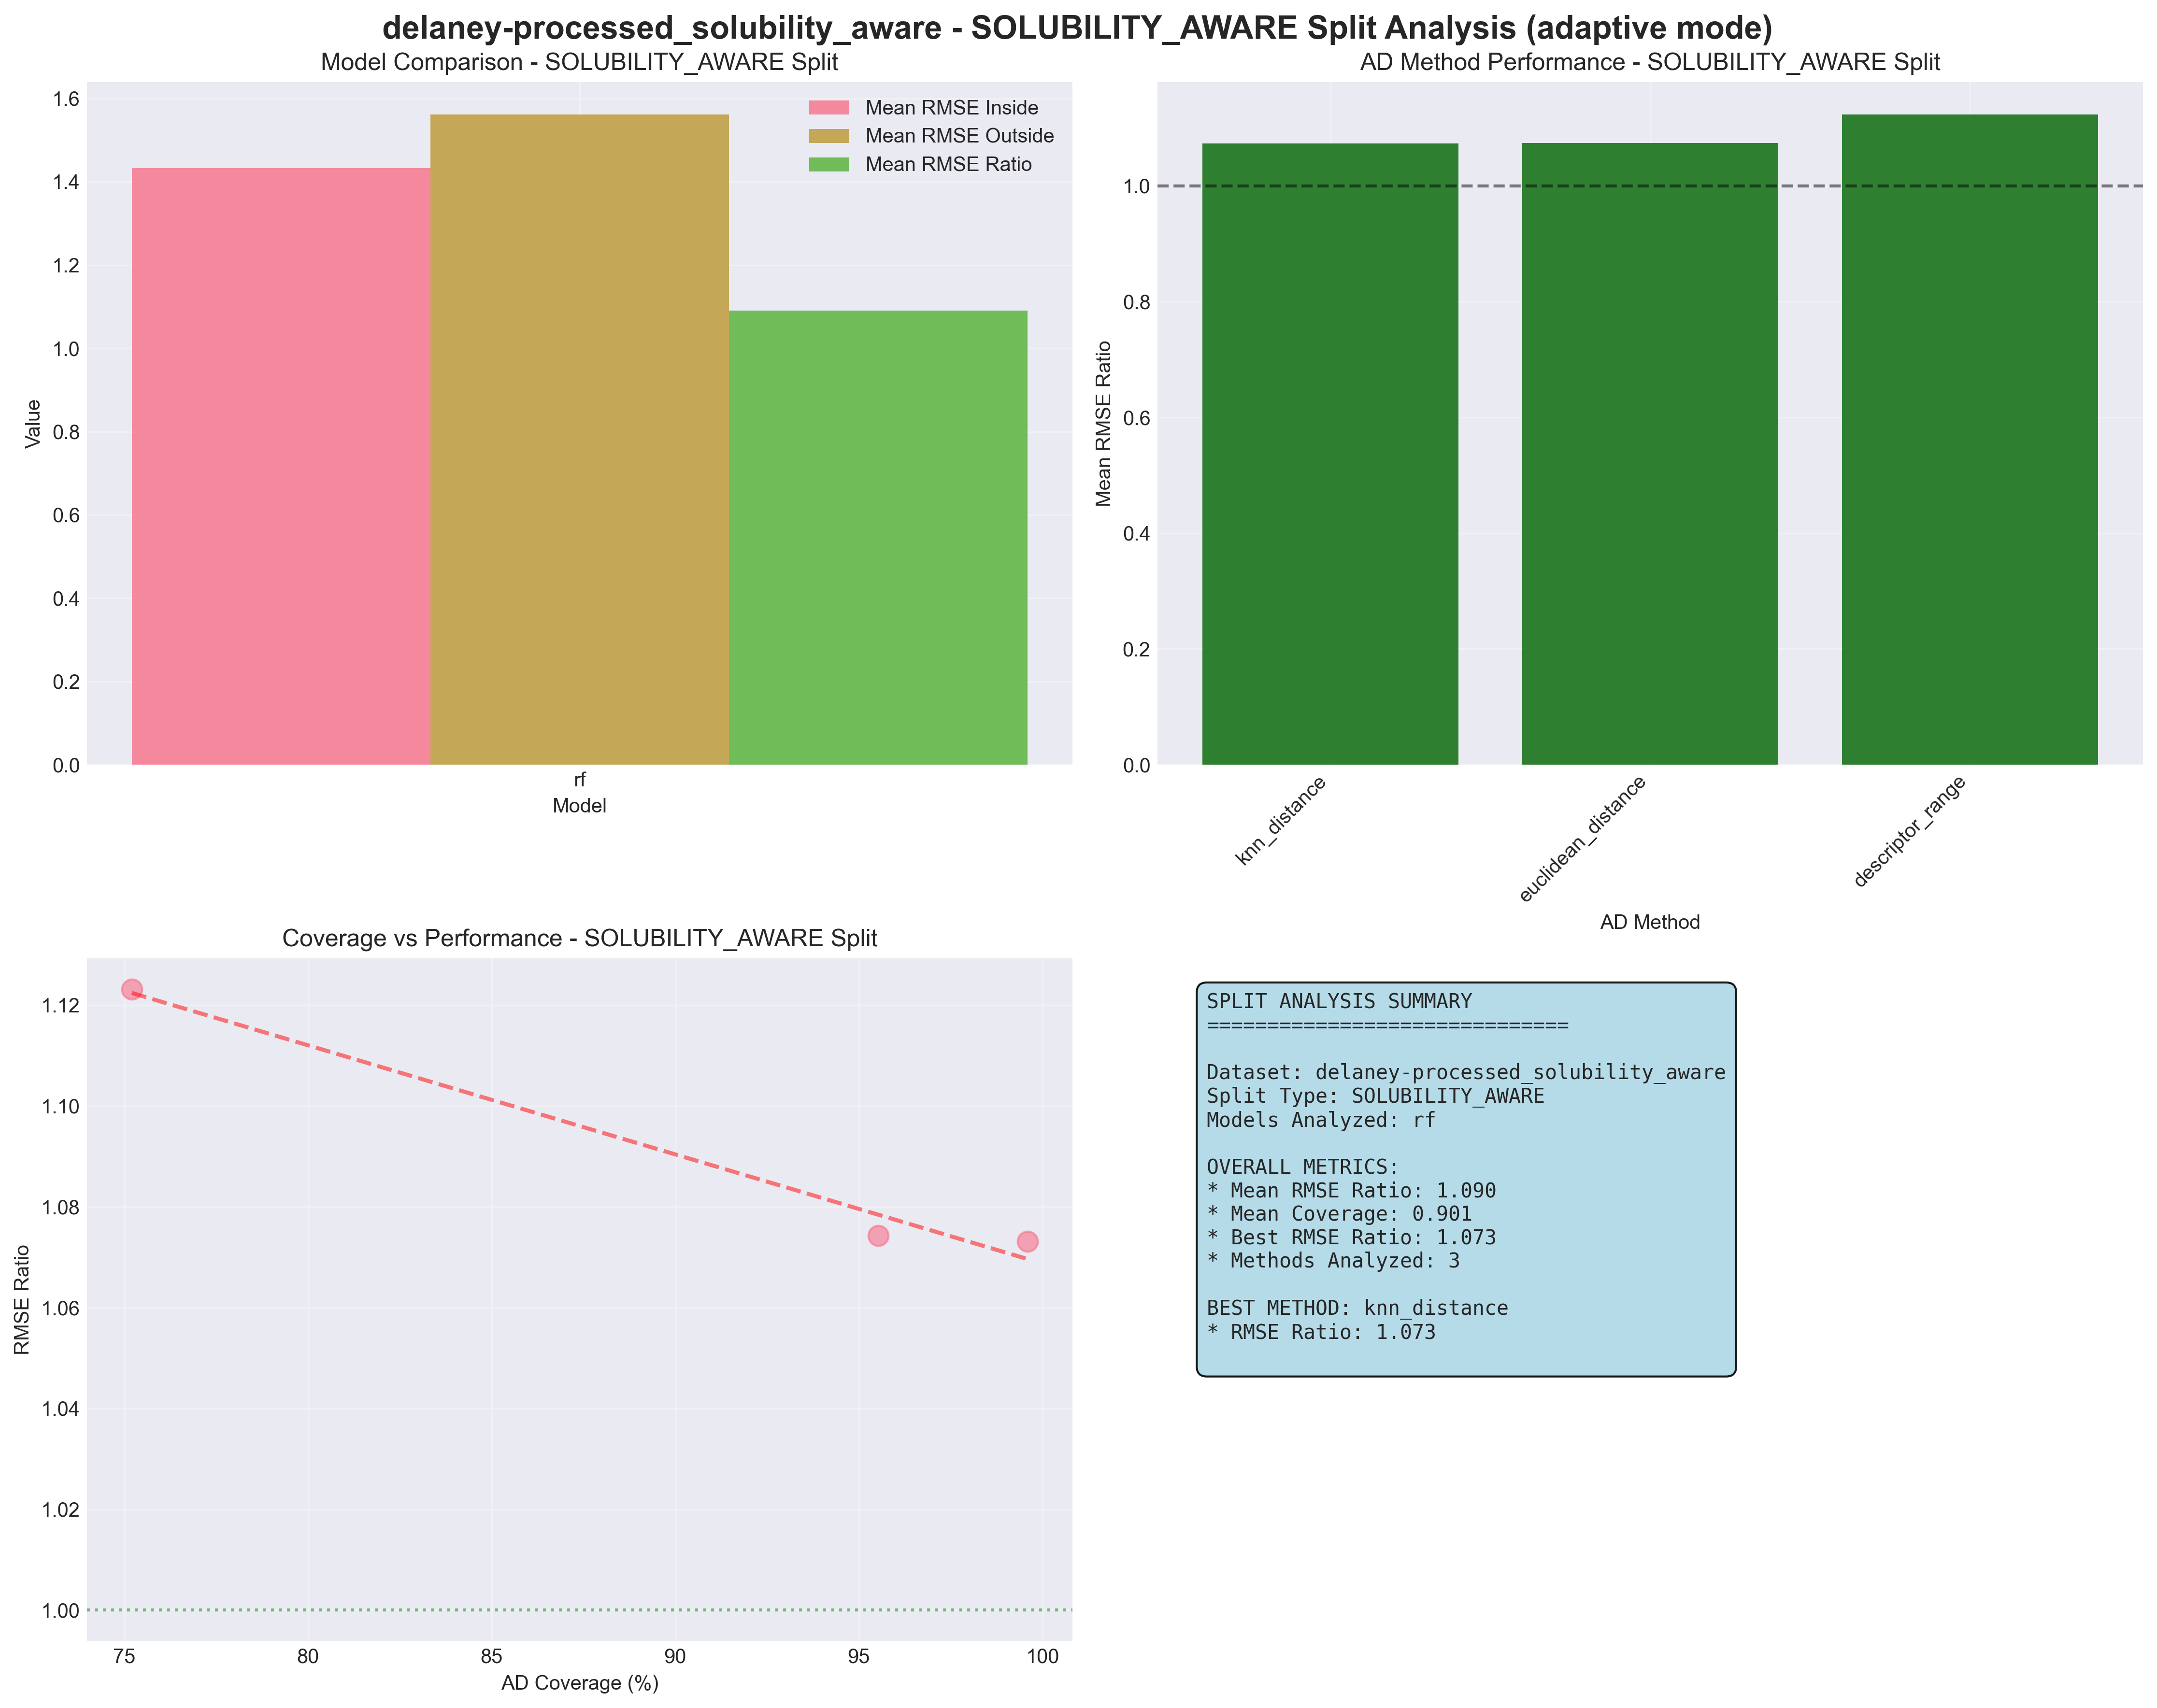 delaney-processed_solubility_aware - SOLUBILITY_AWARE Split Analysis (adaptive mode)
Model Comparison - SOLUBILITY_AWARE Split
1.6
1.4
1.2
1.0
0.8
0.6
0.4
0.2
0.0
Value
Mean RMSE Inside
Mean RMSE Outside
Mean RMSE Ratio
rf
Model
AD Method Performance - SOLUBILITY_AWARE Split
1.0
0.8
0.6
0.4
0.2
0.0
Mean RMSE Ratio
knn_distance
euclidean_distance
descriptor_range
AD Method
Coverage vs Performance - SOLUBILITY_AWARE Split
1.12
1.10
1.08
1.06
1.04
1.02
1.00
RMSE Ratio
75 80 85 90 95 100
AD Coverage (%)
SPLIT ANALYSIS SUMMARY
==============================
Dataset: delaney-processed_solubility_aware
Split Type: SOLUBILITY_AWARE
Models Analyzed: rf
OVERALL METRICS:
* Mean RMSE Ratio: 1.090
* Mean Coverage: 0.901
* Best RMSE Ratio: 1.073
* Methods Analyzed: 3
BEST METHOD: knn_distance
* RMSE Ratio: 1.073